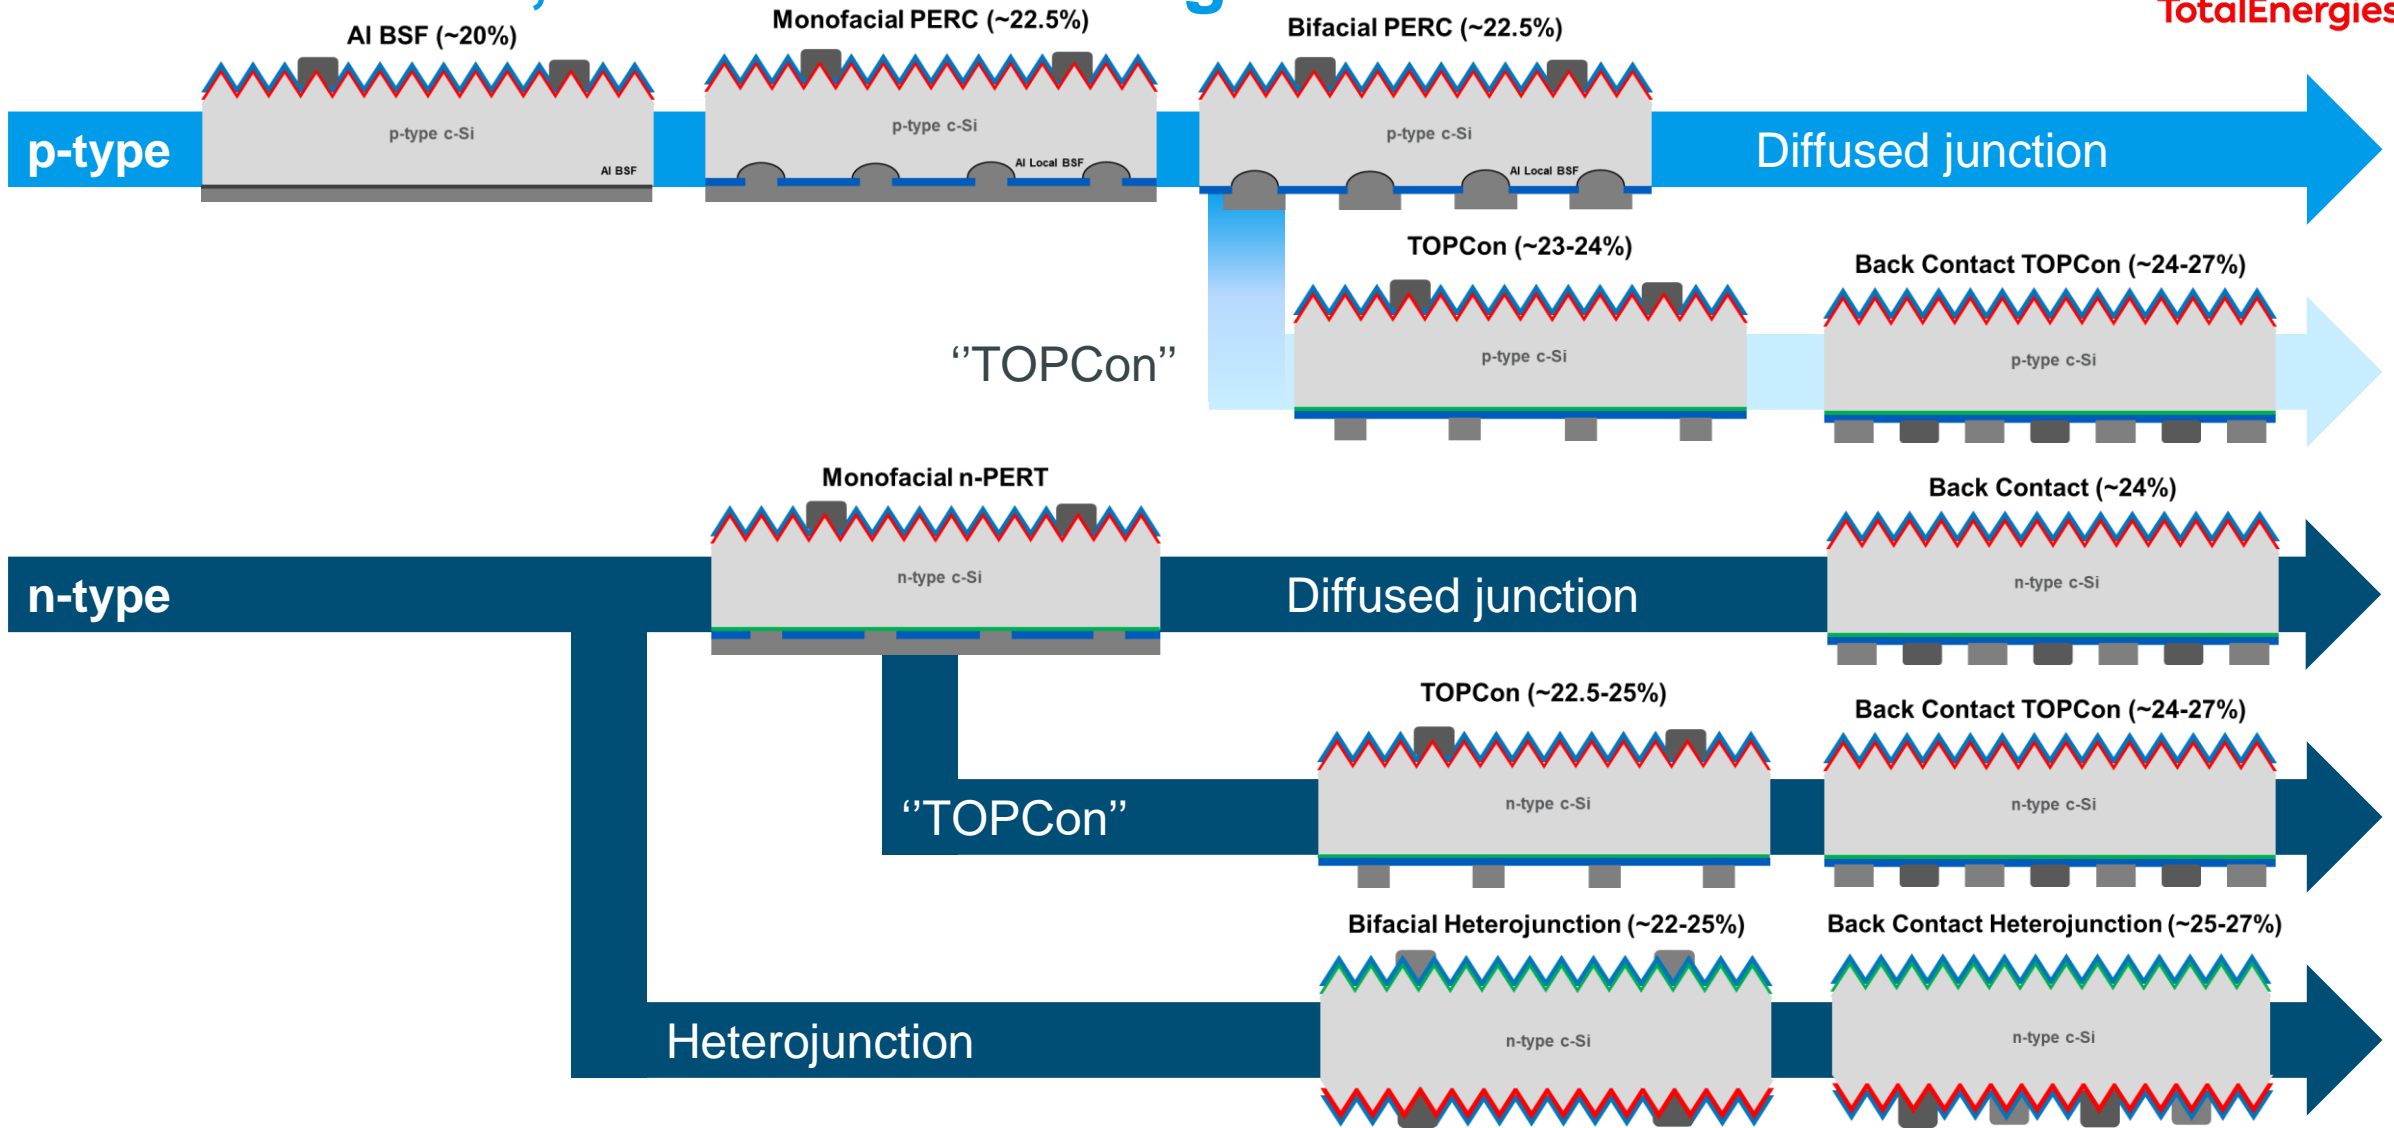 TotalEnergies
Al BSF (~20%)
Monofacial PERC (~22.5%)
Bifacial PERC (~22.5%)
p-type
p-type c-Si
Al BSF
p-type c-Si
Al Local BSF
p-type c-Si
Al Local BSF
Diffused junction
TOPCon (~23-24%)
Back Contact TOPCon (~24-27%)
‘’TOPCon’’
p-type c-Si
p-type c-Si
Monofacial n-PERT
Back Contact (~24%)
n-type
n-type c-Si
Diffused junction
n-type c-Si
TOPCon (~22.5-25%)
Back Contact TOPCon (~24-27%)
‘’TOPCon’’
n-type c-Si
n-type c-Si
Bifacial Heterojunction (~22-25%)
Back Contact Heterojunction (~25-27%)
Heterojunction
n-type c-Si
n-type c-Si